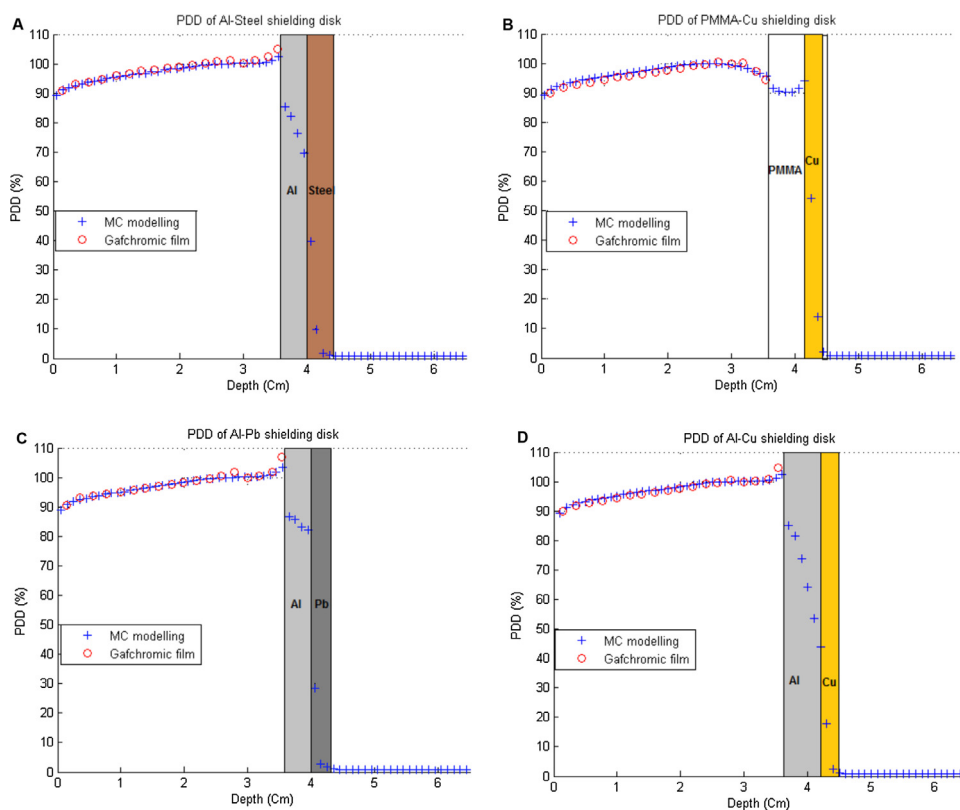 A
PDD of Al-Steel shielding disk
110
100
90
80
70
60
50
40
30
20
10
0
PDD (%)
Al
Steel
MC modelling
Gafchromic film
0 1 2 3 4 5 6
Depth (Cm)
B
PDD of PMMA-Cu shielding disk
110
100
90
80
70
60
50
40
30
20
10
0
PDD (%)
PMMA
Cu
MC modelling
Gafchromic film
0 1 2 3 4 5 6
Depth (Cm)
C
PDD of Al-Pb shielding disk
110
100
90
80
70
60
50
40
30
20
10
0
PDD (%)
Al
Pb
MC modelling
Gafchromic film
0 1 2 3 4 5 6
Depth (Cm)
D
PDD of Al-Cu shielding disk
110
100
90
80
70
60
50
40
30
20
10
0
PDD (%)
Al
Cu
MC modelling
Gafchromic film
0 1 2 3 4 5 6
Depth (Cm)